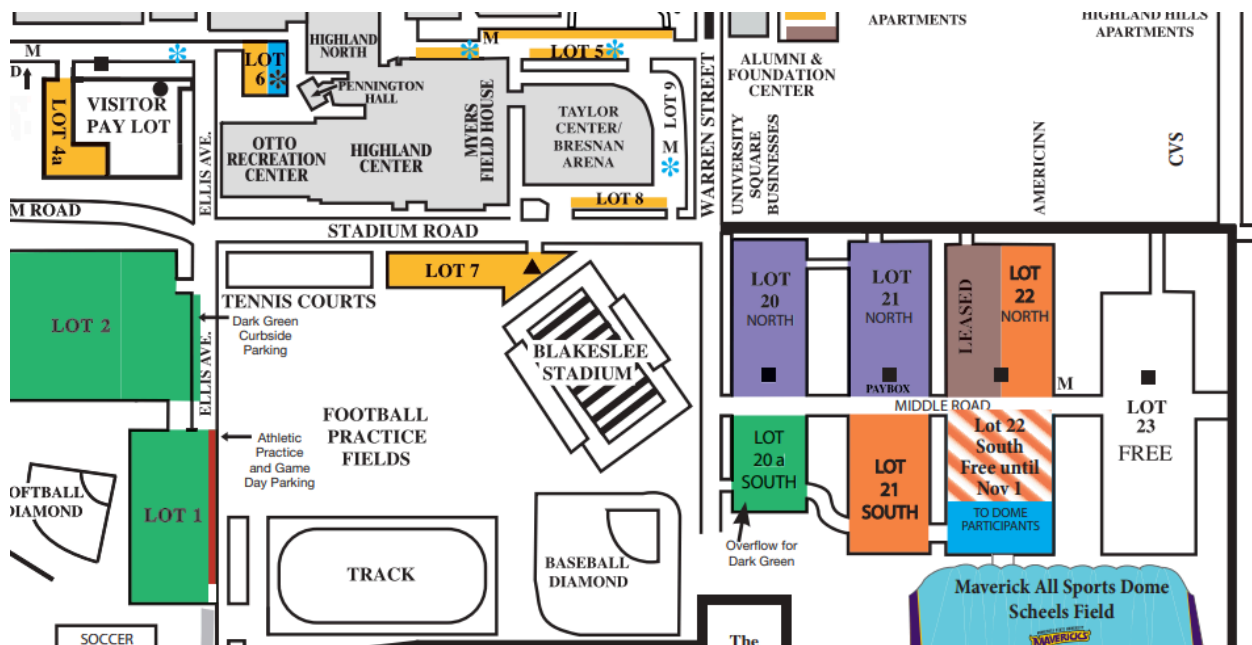 APARTMENTS
HIGHLAND HILLS
APARTMENTS
M
D
VISITOR
PAY LOT
LOT 4a
LOT
6
HIGHLAND
NORTH
PENNINGTON
HALL
M
LOT 5
OTTO
RECREATION
CENTER
HIGHLAND
CENTER
MYERS
FIELD HOUSE
TAYLOR
CENTER/
BRESNAN
ARENA
LOT 9
M
LOT 8
ELLIS AVE.
WARREN STREET
ALUMNI &
FOUNDATION
CENTER
UNIVERSITY
SQUARE
BUSINESSES
AMERICINN
CVS
M ROAD
STADIUM ROAD
LOT 7
TENNIS COURTS
Dark Green
Curbside
Parking
LOT 2
ELLIS AVE.
BLAKESLEE
STADIUM
FOOTBALL
PRACTICE
FIELDS
Athletic
Practice
and Game
Day Parking
OFTBALL
DIAMOND
LOT 1
TRACK
BASEBALL
DIAMOND
SOCCER
LOT
20
NORTH
LOT
21
NORTH
PAYBOX
LEASED
LOT
22
NORTH
M
MIDDLE ROAD
LOT
23
FREE
LOT
20 a
SOUTH
Overflow for
Dark Green
LOT
21
SOUTH
Lot 22
South
Free until
Nov 1
TO DOME
PARTICIPANTS
Maverick All Sports Dome
Scheels Field
MAVERICKS
The